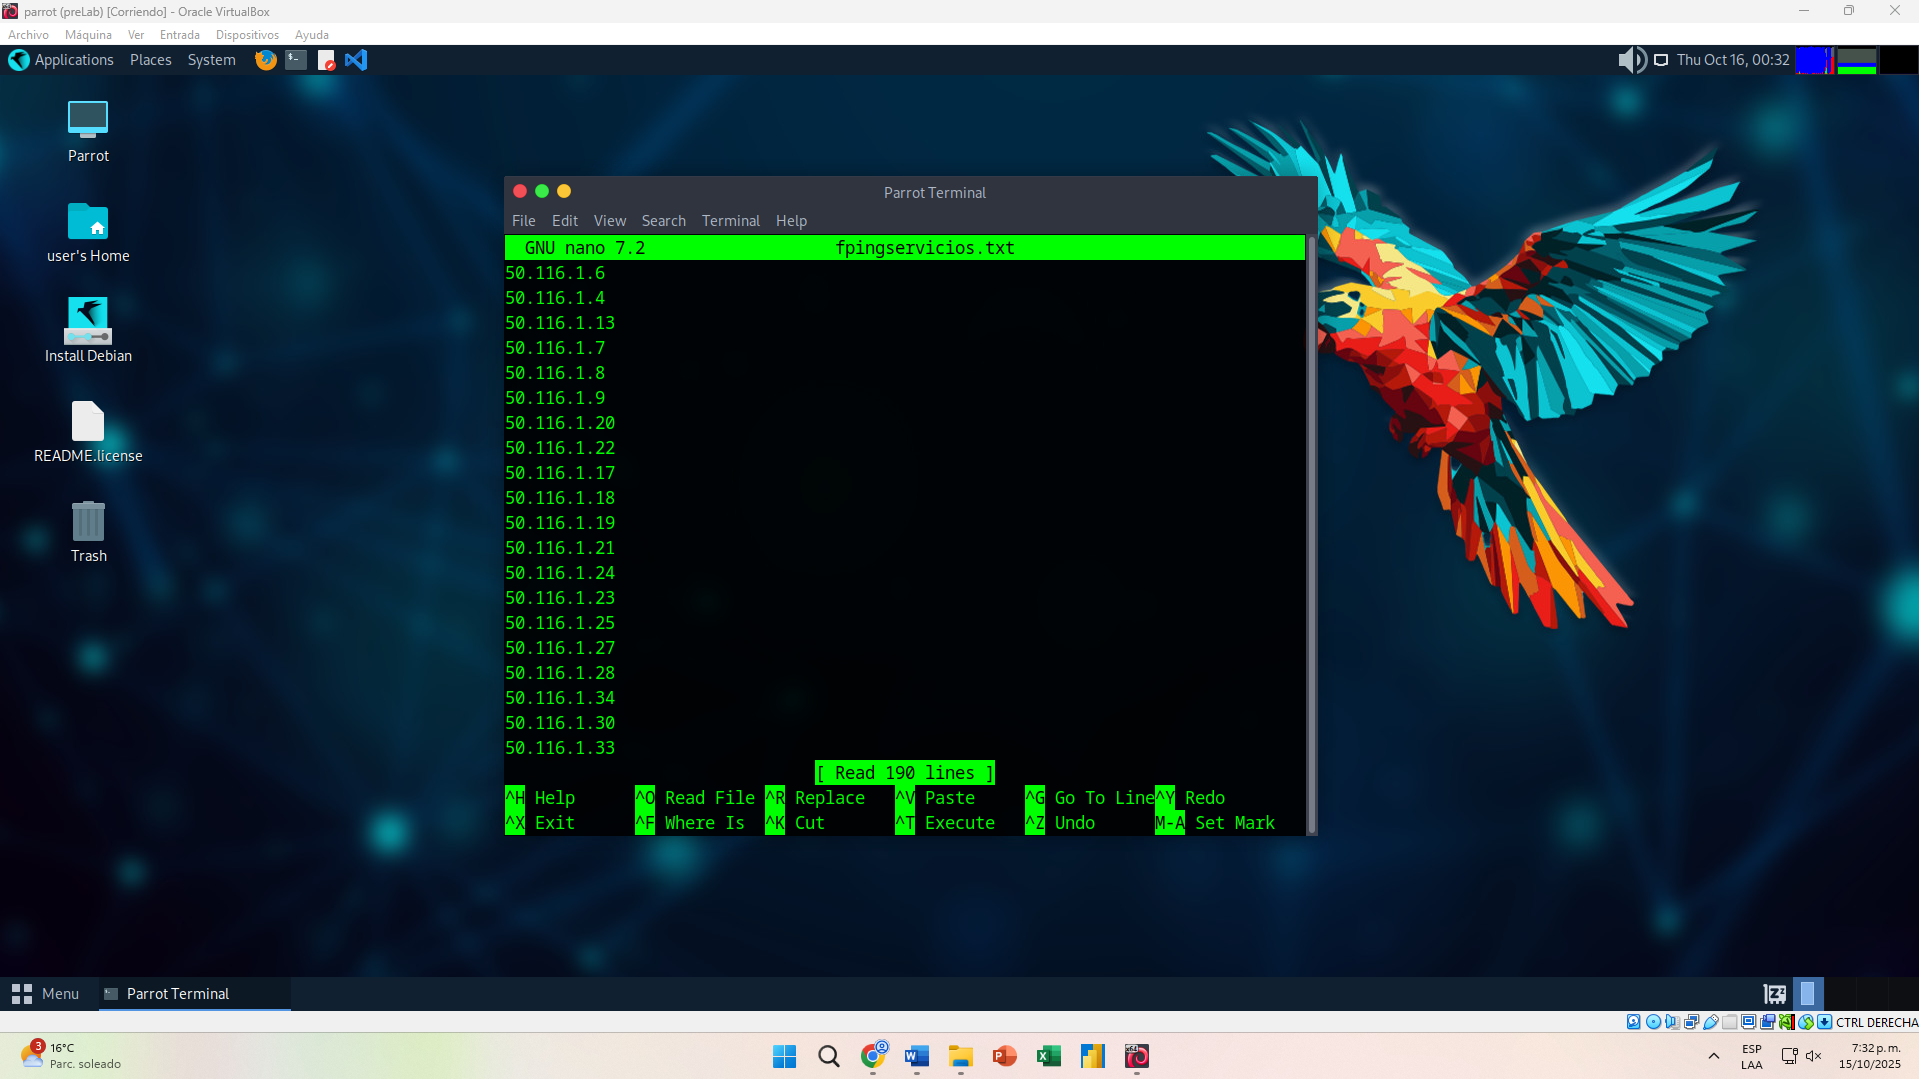 parrot (preLab) [Corriendo] - Oracle VirtualBox
Archivo Máquina Ver Entrada Dispositivos Ayuda
Applications Places System Thu Oct 16, 00:32
Parrot
user's Home
Install Debian
README.license
Trash
Parrot Terminal
File Edit View Search Terminal Help
GNU nano 7.2 fpingservicios.txt
50.116.1.6
50.116.1.4
50.116.1.13
50.116.1.7
50.116.1.8
50.116.1.9
50.116.1.20
50.116.1.22
50.116.1.17
50.116.1.18
50.116.1.19
50.116.1.21
50.116.1.24
50.116.1.23
50.116.1.25
50.116.1.27
50.116.1.28
50.116.1.34
50.116.1.30
50.116.1.33
[ Read 190 lines ]
^H Help ^O Read File ^R Replace ^V Paste ^G Go To Line ^Y Redo
^X Exit ^F Where Is ^K Cut ^T Execute ^Z Undo M-A Set Mark
Menu Parrot Terminal
CTRL DERECHA
3
16°C
Parc. soleado
ESP
LAA
7:32 p.m.
15/10/2025